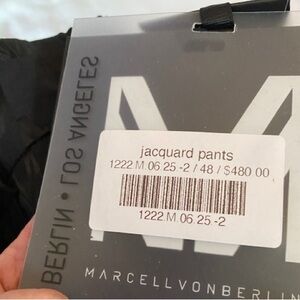 BERLIN • LOS ANGELES
M
jacquard pants
1222 M 06 25 -2 / 48 / $480.00
1222 M 06 25 -2
MARCELLVONBERLIN